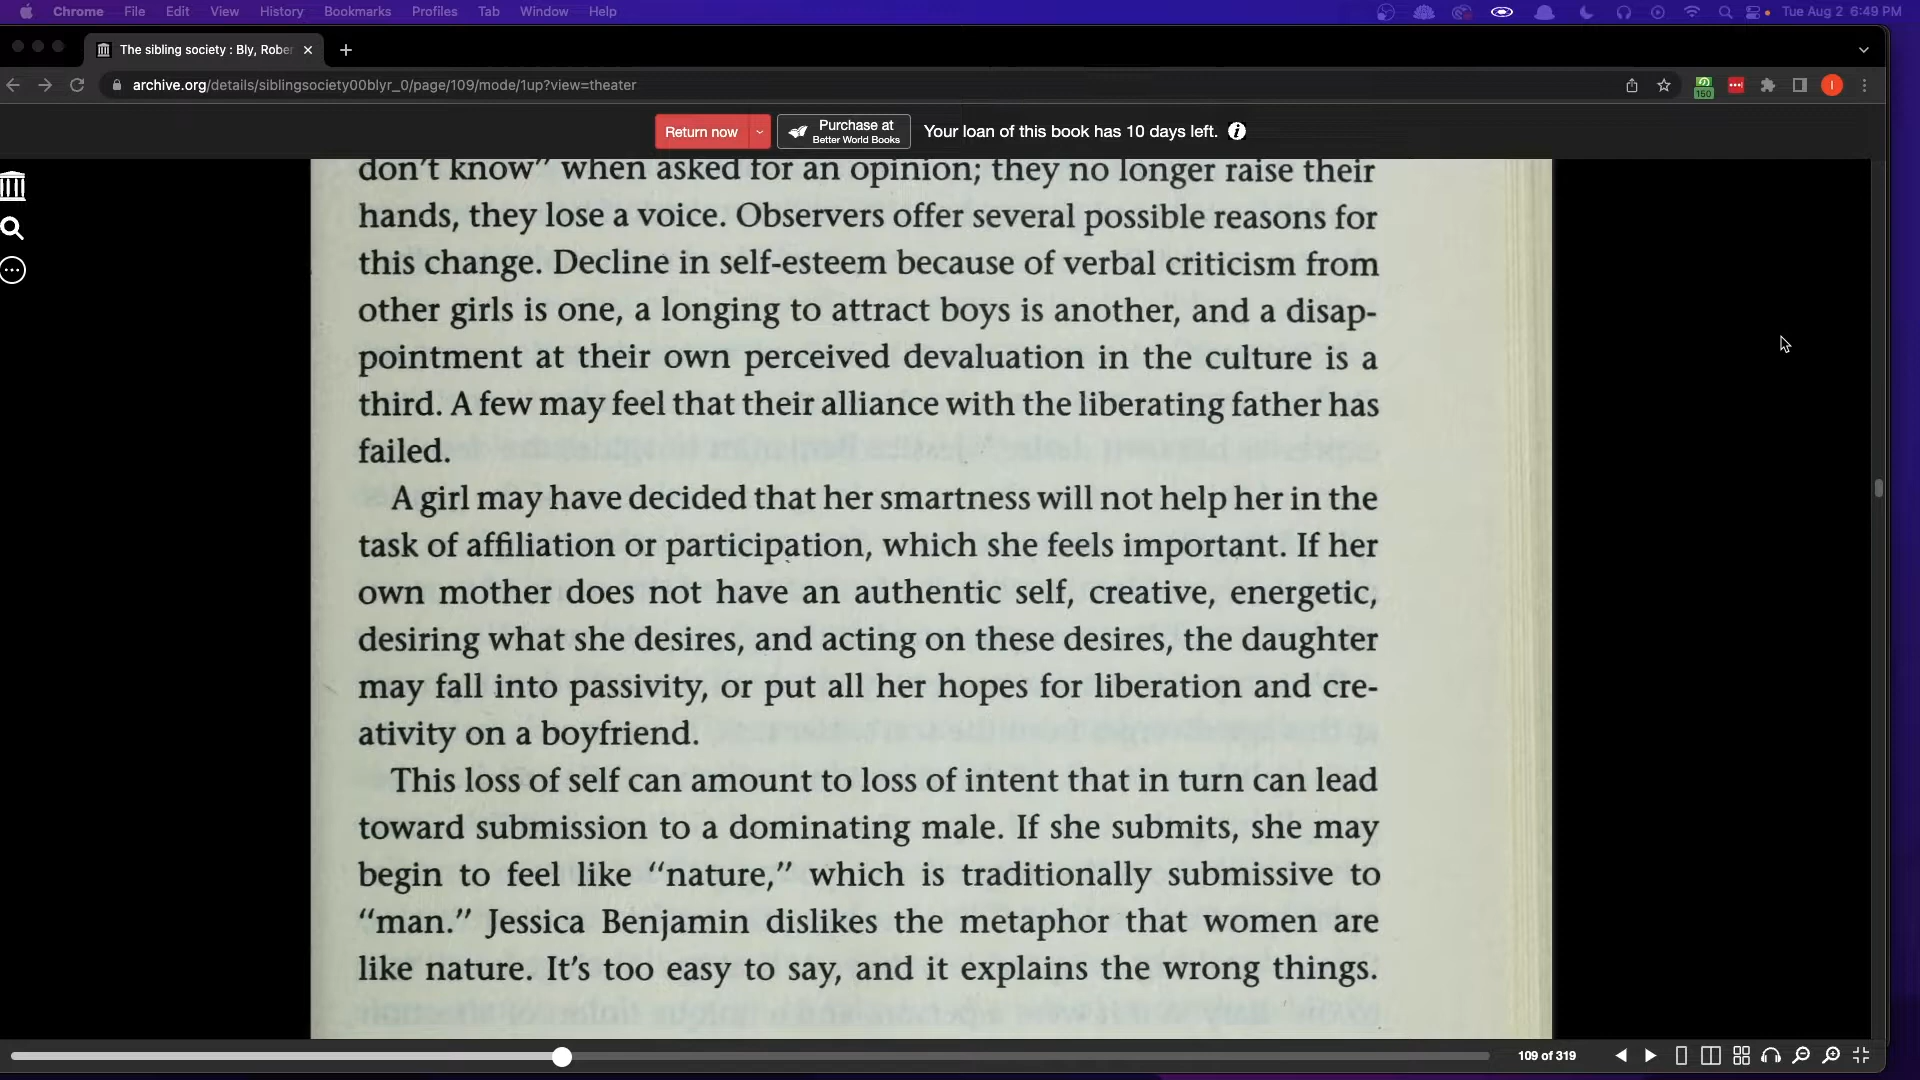 Chrome File Edit View History Bookmarks Profiles Tab Window Help Tue Aug 2 6:49 PM
The sibling society : Bly, Rober
archive.org/details/siblingsociety00blyr_0/page/109/mode/1up?view=theater
150
Return now
Purchase at
Better World Books
Your loan of this book has 10 days left.
don't know” when asked for an opinion; they no longer raise their
hands, they lose a voice. Observers offer several possible reasons for
this change. Decline in self-esteem because of verbal criticism from
other girls is one, a longing to attract boys is another, and a disap-
pointment at their own perceived devaluation in the culture is a
third. A few may feel that their alliance with the liberating father has
failed.
A girl may have decided that her smartness will not help her in the
task of affiliation or participation, which she feels important. If her
own mother does not have an authentic self, creative, energetic,
desiring what she desires, and acting on these desires, the daughter
may fall into passivity, or put all her hopes for liberation and cre-
ativity on a boyfriend.
This loss of self can amount to loss of intent that in turn can lead
toward submission to a dominating male. If she submits, she may
begin to feel like “nature,” which is traditionally submissive to
“man.” Jessica Benjamin dislikes the metaphor that women are
like nature. It's too easy to say, and it explains the wrong things.
109 of 319